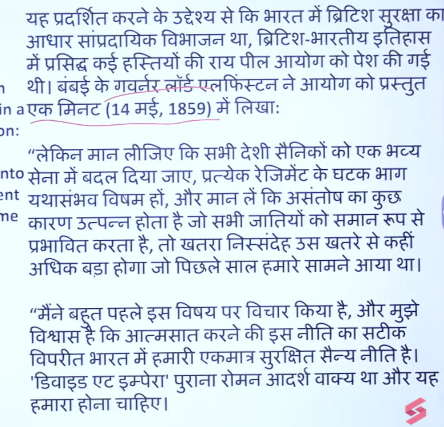 यह प्रदर्शित करने के उद्देश्य से कि भारत में ब्रिटिश सुरक्षा का
आधार सांप्रदायिक विभाजन था, ब्रिटिश-भारतीय इतिहास
में प्रसिद्ध कई हस्तियों की राय पील आयोग को पेश की गई
थी। बंबई के गवर्नर लॉर्ड एलफिंस्टन ने आयोग को प्रस्तुत
in a एक मिनट (14 मई, 1859) में लिखा:
on:
“लेकिन मान लीजिए कि सभी देशी सैनिकों को एक भव्य
nto सेना में बदल दिया जाए, प्रत्येक रेजिमेंट के घटक भाग
ent यथासंभव विषम हों, और मान लें कि असंतोष का कुछ
me कारण उत्पन्न होता है जो सभी जातियों को समान रूप से
प्रभावित करता है, तो खतरा निस्संदेह उस खतरे से कहीं
अधिक बड़ा होगा जो पिछले साल हमारे सामने आया था।
“मैंने बहुत पहले इस विषय पर विचार किया है, और मुझे
विश्वास है कि आत्मसात करने की इस नीति का सटीक
विपरीत भारत में हमारी एकमात्र सुरक्षित सैन्य नीति है।
'डिवाइड एट इम्पेरा' पुराना रोमन आदर्श वाक्य था और यह
हमारा होना चाहिए।